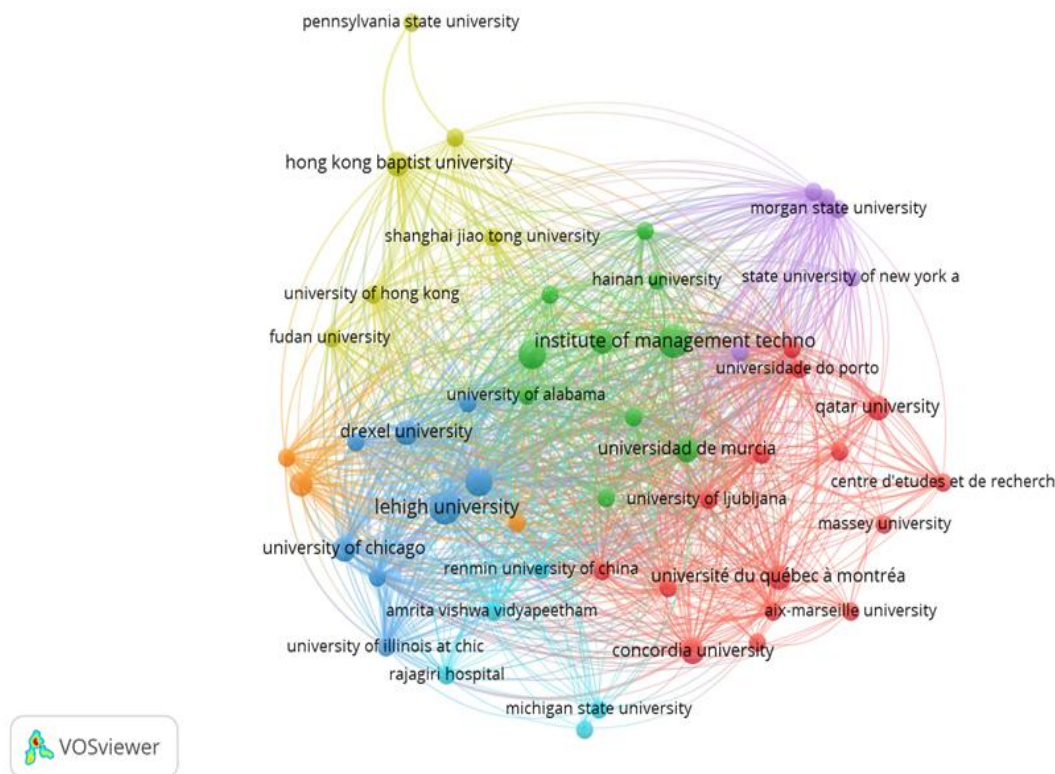 pennsylvania state university
hong kong baptist university
morgan state university
shanghai jiao tong university
hainan university
state university of new york a
university of hong kong
fudan university
institute of management techno
universidade do porto
university of alabama
qatar university
drexel university
universidad de murcia
centre d'etudes et de recherch
university of ljubljana
lehigh university
massey university
university of chicago
renmin university of china
université du québec à montréa
amrita vishwa vidyapeetham
aix-marseille university
university of illinois at chic
concordia university
rajagiri hospital
michigan state university
VOSviewer